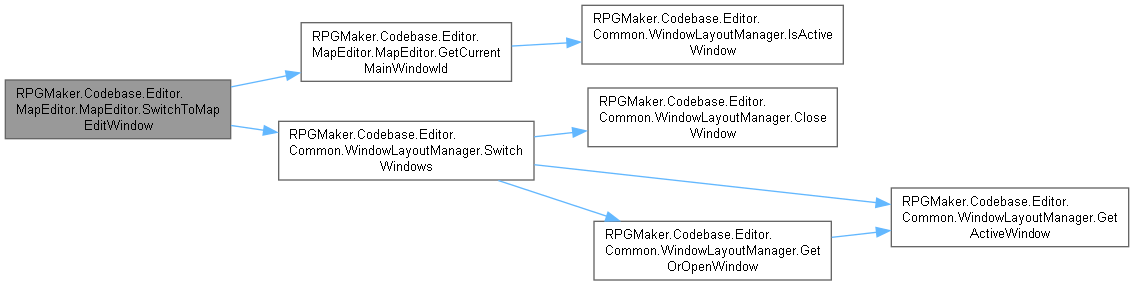 RPGMaker.Codebase.Editor.
MapEditor.MapEditor.SwitchToMap
EditWindow
RPGMaker.Codebase.Editor.
MapEditor.MapEditor.GetCurrent
MainWindowId
RPGMaker.Codebase.Editor.
Common.WindowLayoutManager.IsActive
Window
RPGMaker.Codebase.Editor.
Common.WindowLayoutManager.Switch
Windows
RPGMaker.Codebase.Editor.
Common.WindowLayoutManager.Close
Window
RPGMaker.Codebase.Editor.
Common.WindowLayoutManager.Get
OrOpenWindow
RPGMaker.Codebase.Editor.
Common.WindowLayoutManager.Get
ActiveWindow